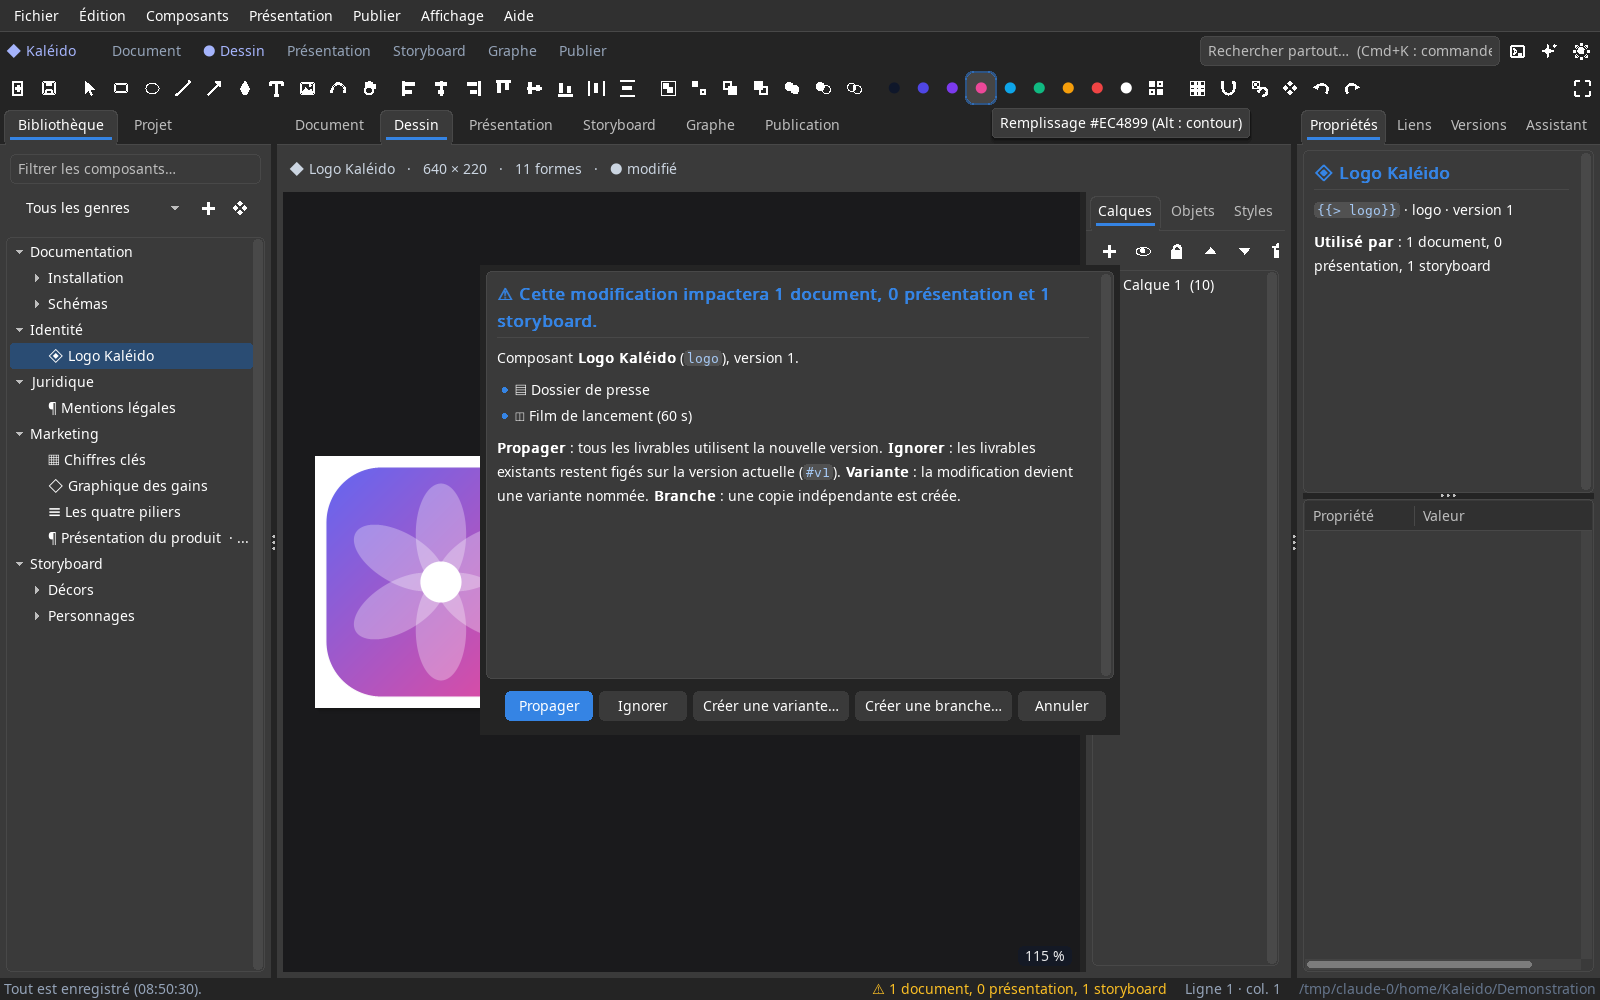 Fichier Édition Composants Présentation Publier Affichage Aide
Kaléido Document Dessin Présentation Storyboard Graphe Publier
Rechercher partout... (Cmd+K : commande
Bibliothèque Projet
Document Dessin Présentation Storyboard Graphe Publication
Remplissage #EC4899 (Alt : contour)
Propriétés Liens Versions Assistant
Filtrer les composants...
Tous les genres
Documentation
Installation
Schémas
Identité
Logo Kaléido
Juridique
¶ Mentions légales
Marketing
Chiffres clés
Graphique des gains
Les quatre piliers
¶ Présentation du produit · ...
Storyboard
Décors
Personnages
Logo Kaléido · 640 × 220 · 11 formes · modifié
Calques Objets Styles
Calque 1 (10)
⚠ Cette modification impactera 1 document, 0 présentation et 1
storyboard.
Composant Logo Kaléido (logo), version 1.
• Dossier de presse
• Film de lancement (60 s)
Propager : tous les livrables utilisent la nouvelle version. Ignorer : les livrables
existants restent figés sur la version actuelle (#v1). Variante : la modification devient
une variante nommée. Branche : une copie indépendante est créée.
Propager Ignorer Créer une variante... Créer une branche... Annuler
115 %
Logo Kaléido
{{> logo}} · logo · version 1
Utilisé par : 1 document, 0
présentation, 1 storyboard
Propriété Valeur
Tout est enregistré (08:50:30).
⚠ 1 document, 0 présentation, 1 storyboard Ligne 1 · col. 1 /tmp/claude-0/home/Kaleido/Demonstration